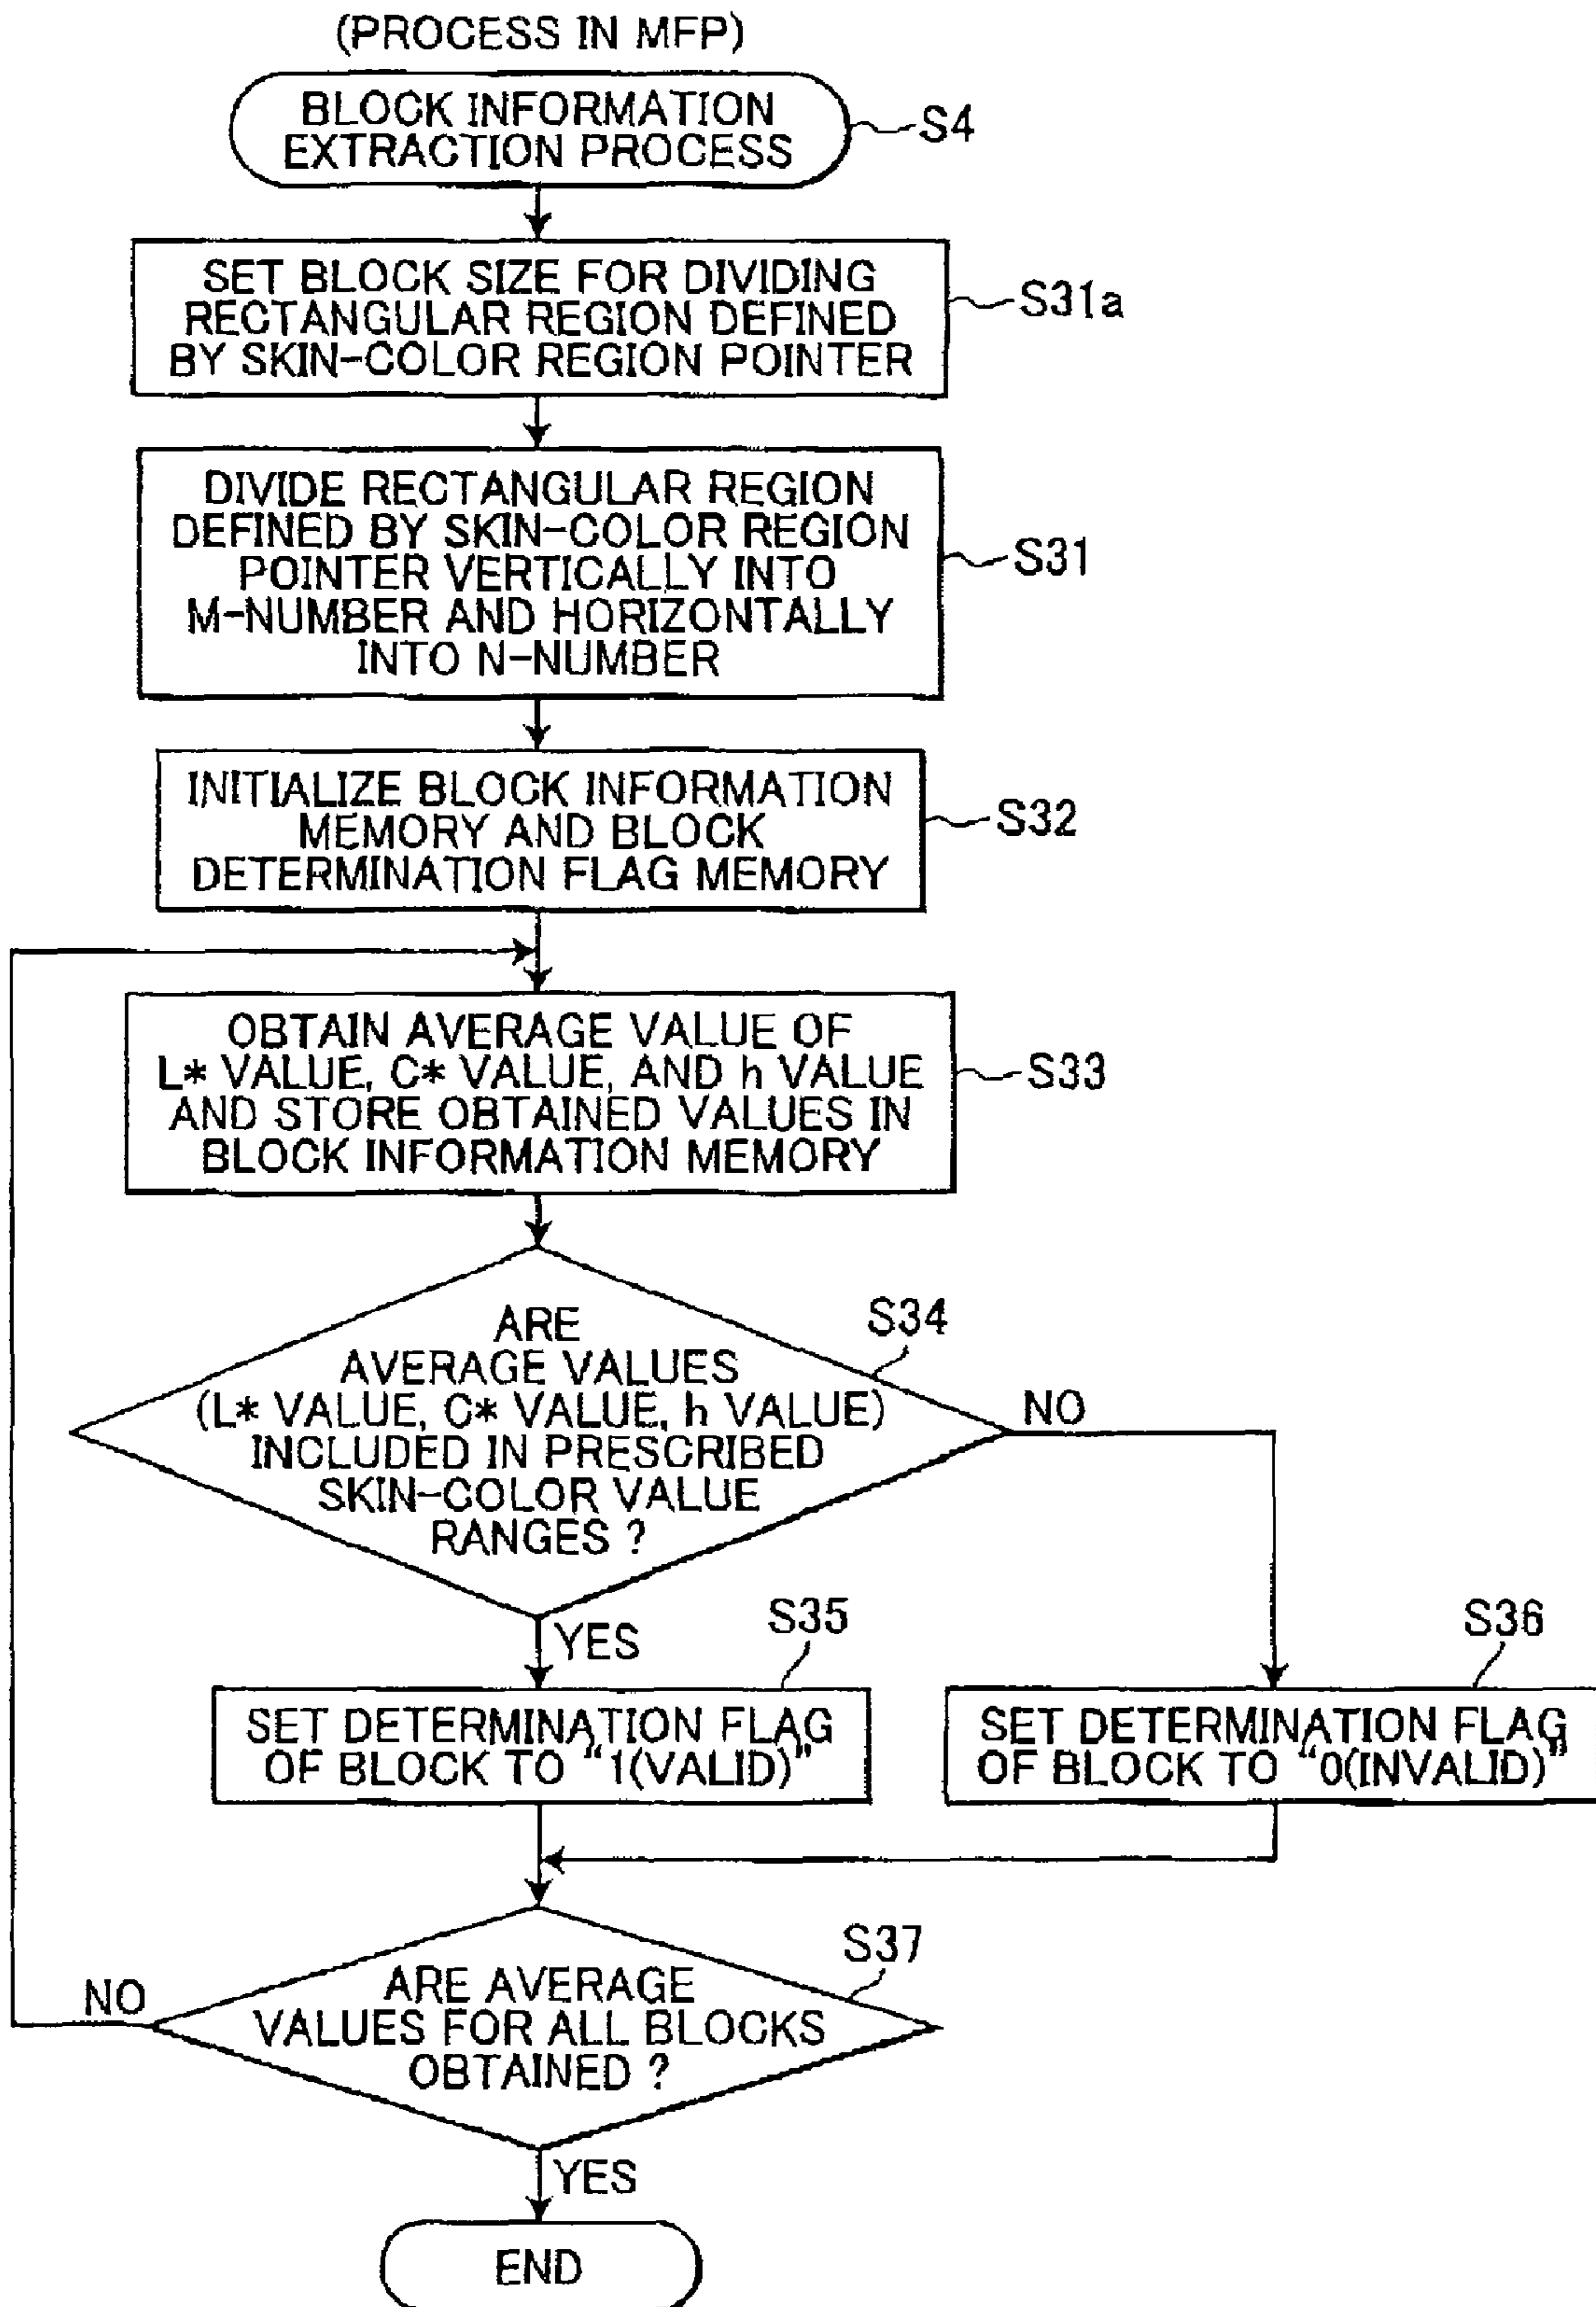 (PROCESS IN MFP)
BLOCK INFORMATION
EXTRACTION PROCESS
S4
SET BLOCK SIZE FOR DIVIDING
RECTANGULAR REGION DEFINED
BY SKIN-COLOR REGION POINTER
S31a
DIVIDE RECTANGULAR REGION
DEFINED BY SKIN-COLOR REGION
POINTER VERTICALLY INTO
M-NUMBER AND HORIZONTALLY
INTO N-NUMBER
S31
INITIALIZE BLOCK INFORMATION
MEMORY AND BLOCK
DETERMINATION FLAG MEMORY
S32
OBTAIN AVERAGE VALUE OF
L* VALUE, C* VALUE, AND h VALUE
AND STORE OBTAINED VALUES IN
BLOCK INFORMATION MEMORY
S33
ARE
AVERAGE VALUES
(L* VALUE, C* VALUE, h VALUE)
INCLUDED IN PRESCRIBED
SKIN-COLOR VALUE
RANGES ?
S34
NO
YES
S35
SET DETERMINATION FLAG
OF BLOCK TO "1(VALID)"
S36
SET DETERMINATION FLAG
OF BLOCK TO "0(INVALID)"
S37
ARE AVERAGE
VALUES FOR ALL BLOCKS
OBTAINED ?
NO
YES
END